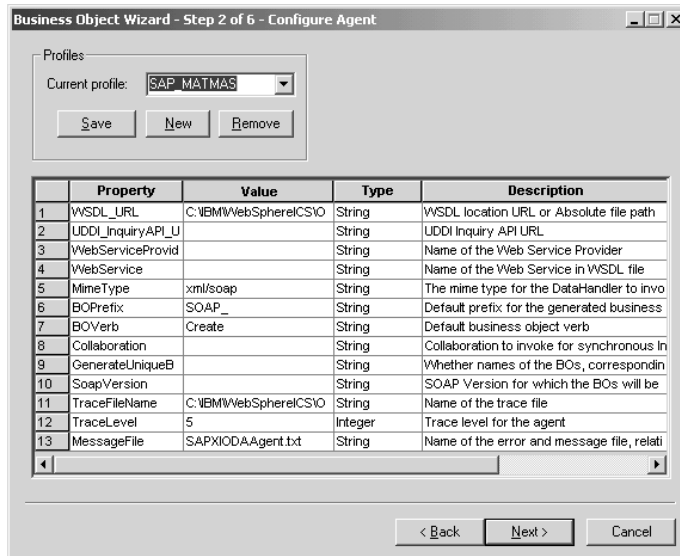 Business Object Wizard - Step 2 of 6 - Configure Agent
Profiles
Current profile: SAP_MATMAS
Save New Remove
Property Value Type Description
1 WSDL_URL C:\IBM\WebSphereICS\O String WSDL location URL or Absolute file path
2 UDDI_InquiryAPI_U String UDDI Inquiry API URL
3 WebServiceProvid String Name of the Web Service Provider
4 WebService String Name of the Web Service in WSDL file
5 MimeType xml/soap String The mime type for the DataHandler to invo
6 BOPrefix SOAP_ String Default prefix for the generated business
7 BOVerb Create String Default business object verb
8 Collaboration String Collaboration to invoke for synchronous In
9 GenerateUniqueB String Whether names of the BOs, correspondin
10 SoapVersion String SOAP Version for which the BOs will be
11 TraceFileName C:\IBM\WebSphereICS\O String Name of the trace file
12 TraceLevel 5 Integer Trace level for the agent
13 MessageFile SAPXIODAAgent.txt String Name of the error and message file, relati
< Back Next > Cancel